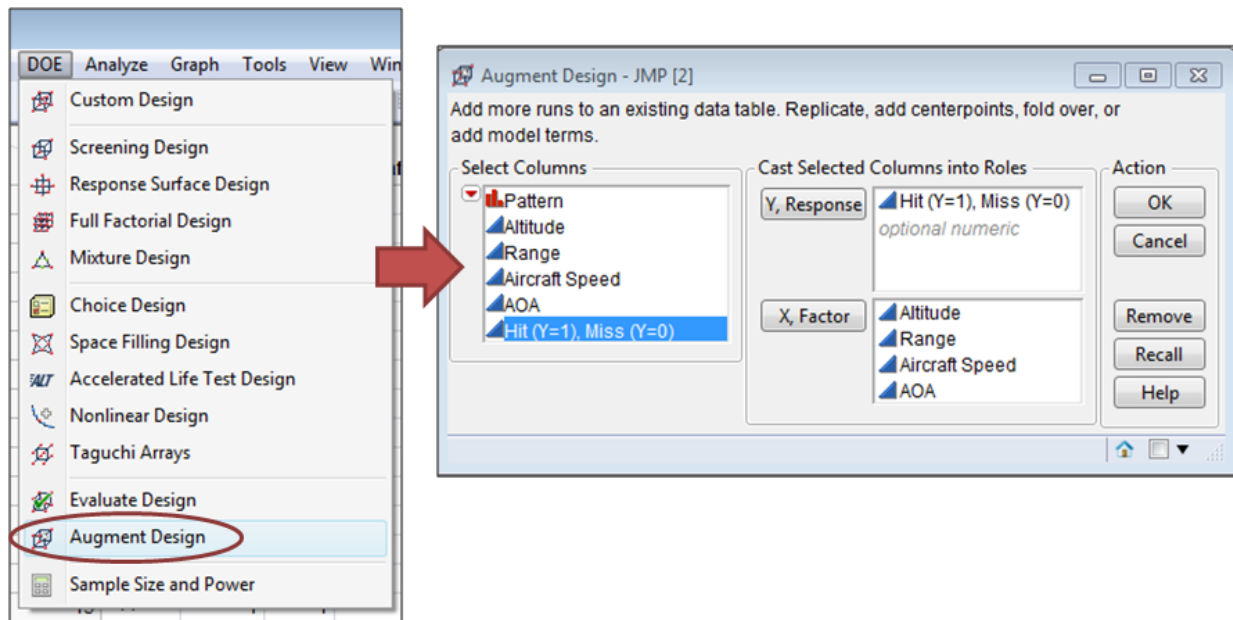 DOE Analyze Graph Tools View Win
Custom Design
Screening Design
Response Surface Design
Full Factorial Design
Mixture Design
Choice Design
Space Filling Design
ALT Accelerated Life Test Design
Nonlinear Design
Taguchi Arrays
Evaluate Design
Augment Design
Sample Size and Power
Augment Design - JMP [2]
Add more runs to an existing data table. Replicate, add centerpoints, fold over, or
add model terms.
Select Columns
Pattern
Altitude
Range
Aircraft Speed
AOA
Hit (Y=1), Miss (Y=0)
Cast Selected Columns into Roles
Y, Response
Hit (Y=1), Miss (Y=0)
optional numeric
X, Factor
Altitude
Range
Aircraft Speed
AOA
Action
OK
Cancel
Remove
Recall
Help